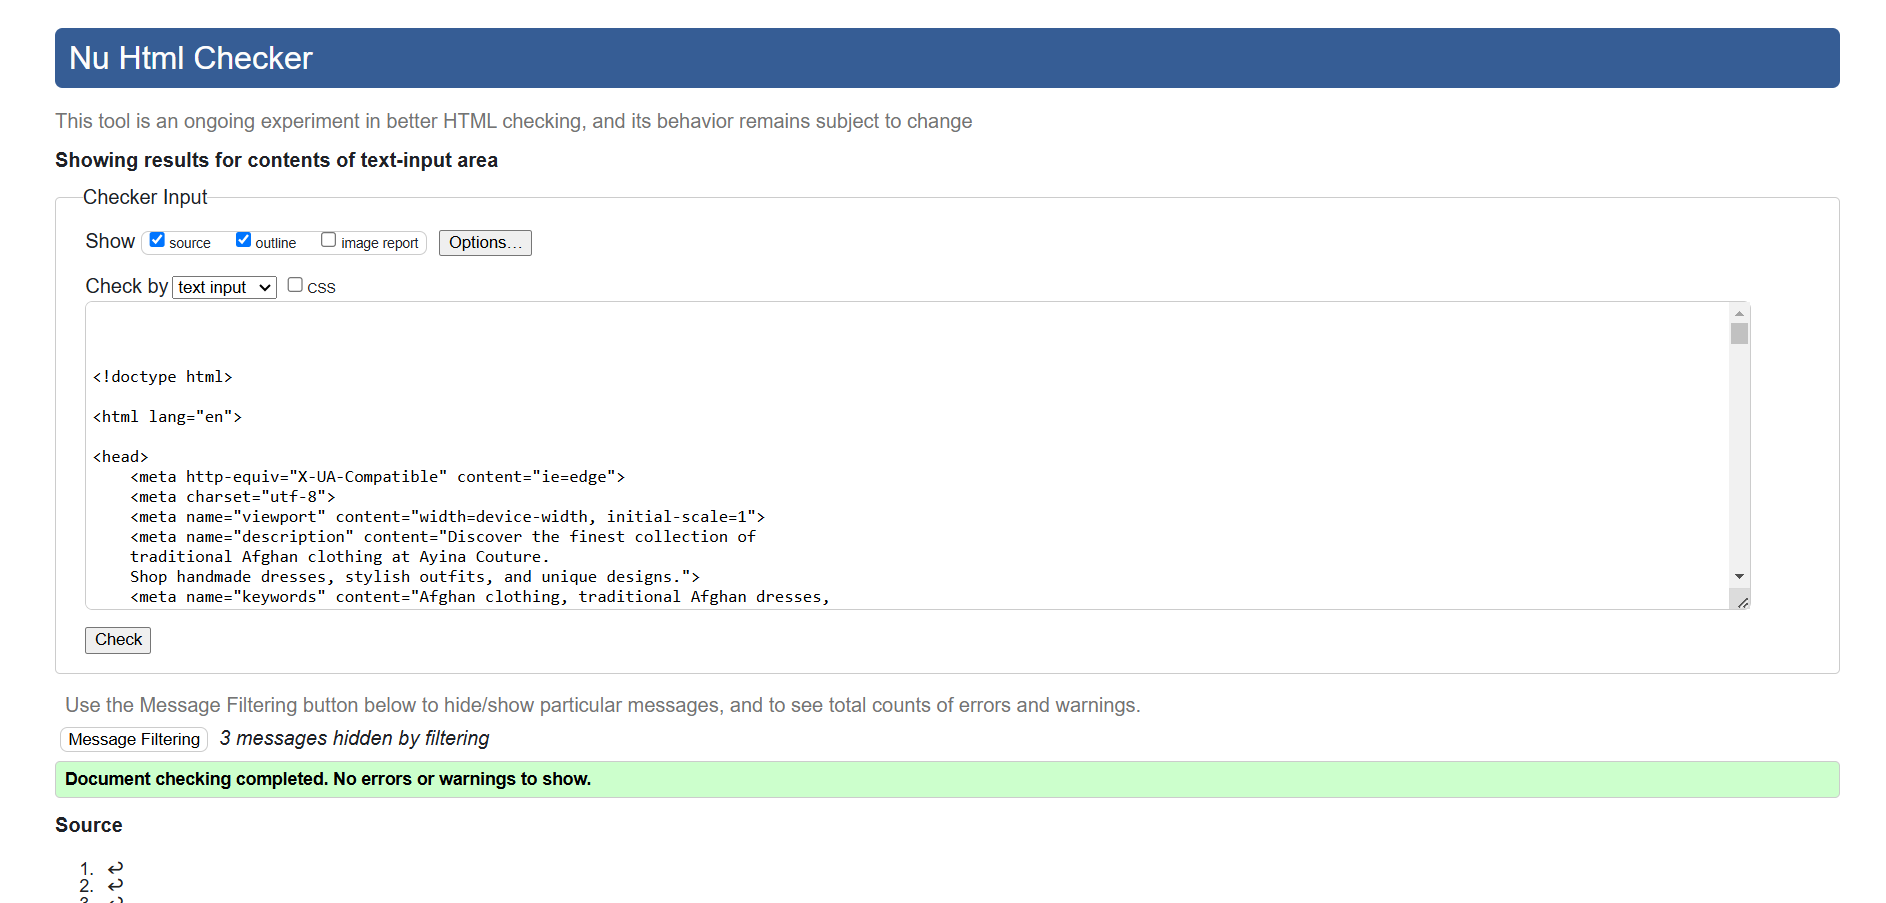 Nu Html Checker
This tool is an ongoing experiment in better HTML checking, and its behavior remains subject to change
Showing results for contents of text-input area
Checker Input
Show source outline image report Options...
Check by text input CSS
<!doctype html>
<html lang="en">
<head>
<meta http-equiv="X-UA-Compatible" content="ie=edge">
<meta charset="utf-8">
<meta name="viewport" content="width=device-width, initial-scale=1">
<meta name="description" content="Discover the finest collection of
traditional Afghan clothing at Ayina Couture.
Shop handmade dresses, stylish outfits, and unique designs.">
<meta name="keywords" content="Afghan clothing, traditional Afghan dresses,
Check
Use the Message Filtering button below to hide/show particular messages, and to see total counts of errors and warnings.
Message Filtering 3 messages hidden by filtering
Document checking completed. No errors or warnings to show.
Source
1. ↩
2. ↩